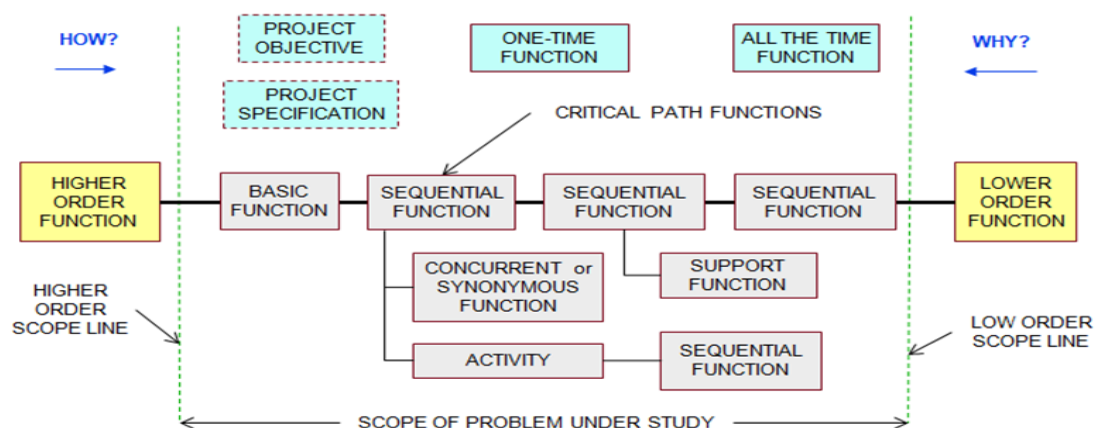 HOW?
PROJECT
OBJECTIVE
ONE-TIME
FUNCTION
ALL THE TIME
FUNCTION
WHY?
PROJECT
SPECIFICATION
CRITICAL PATH FUNCTIONS
HIGHER
ORDER
FUNCTION
BASIC
FUNCTION
SEQUENTIAL
FUNCTION
SEQUENTIAL
FUNCTION
SEQUENTIAL
FUNCTION
LOWER
ORDER
FUNCTION
CONCURRENT or
SYNONYMOUS
FUNCTION
SUPPORT
FUNCTION
HIGHER
ORDER
SCOPE LINE
LOW ORDER
SCOPE LINE
ACTIVITY
SEQUENTIAL
FUNCTION
SCOPE OF PROBLEM UNDER STUDY